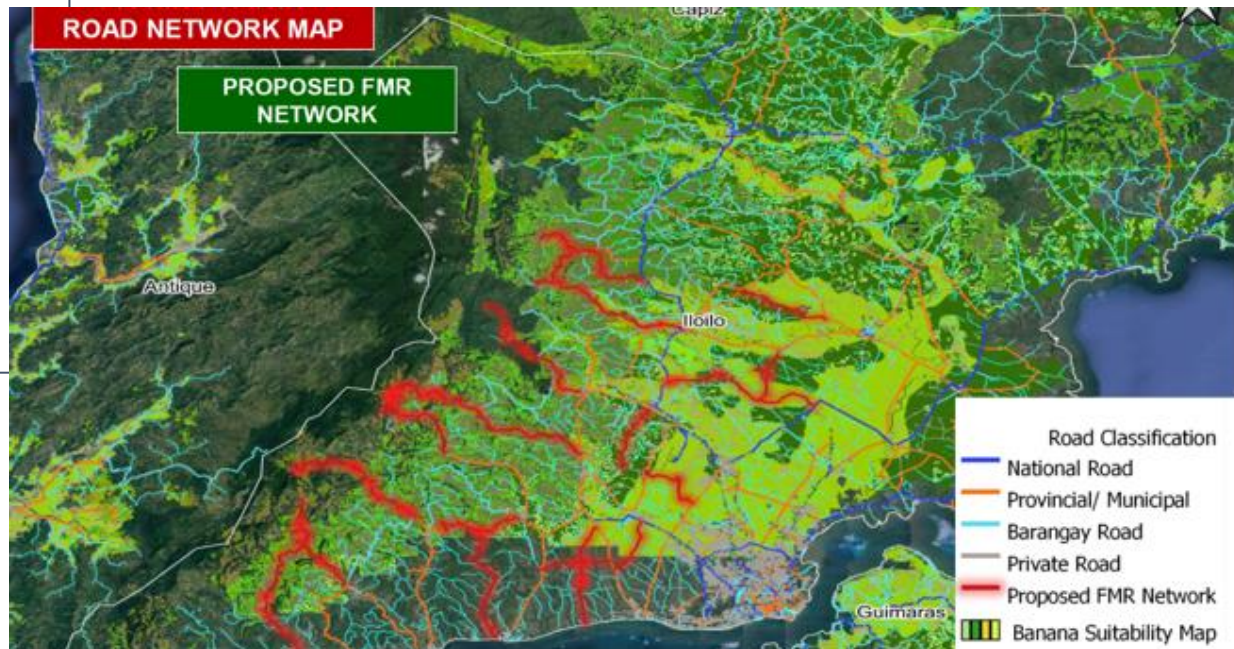 ROAD NETWORK MAP
PROPOSED FMR
NETWORK
Capiz
Antique
Iloilo
Guimaras
Road Classification
National Road
Provincial/ Municipal
Barangay Road
Private Road
Proposed FMR Network
Banana Suitability Map